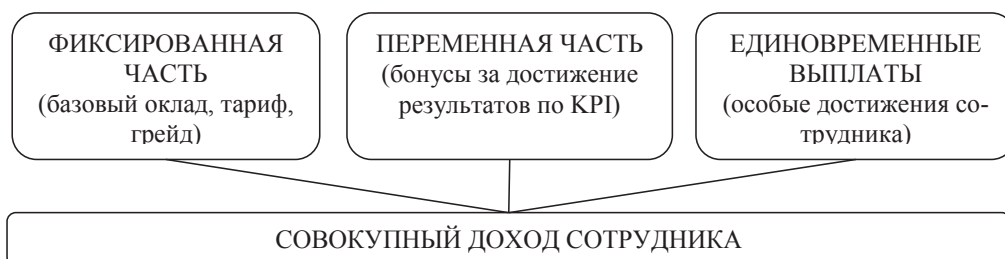 ФИКСИРОВАННАЯ
ЧАСТЬ
(базовый оклад, тариф,
грейд)
ПЕРЕМЕННАЯ ЧАСТЬ
(бонусы за достижение
результатов по KPI)
ЕДИНОВРЕМЕННЫЕ
ВЫПЛАТЫ
(особые достижения со-
трудника)
СОВОКУПНЫЙ ДОХОД СОТРУДНИКА